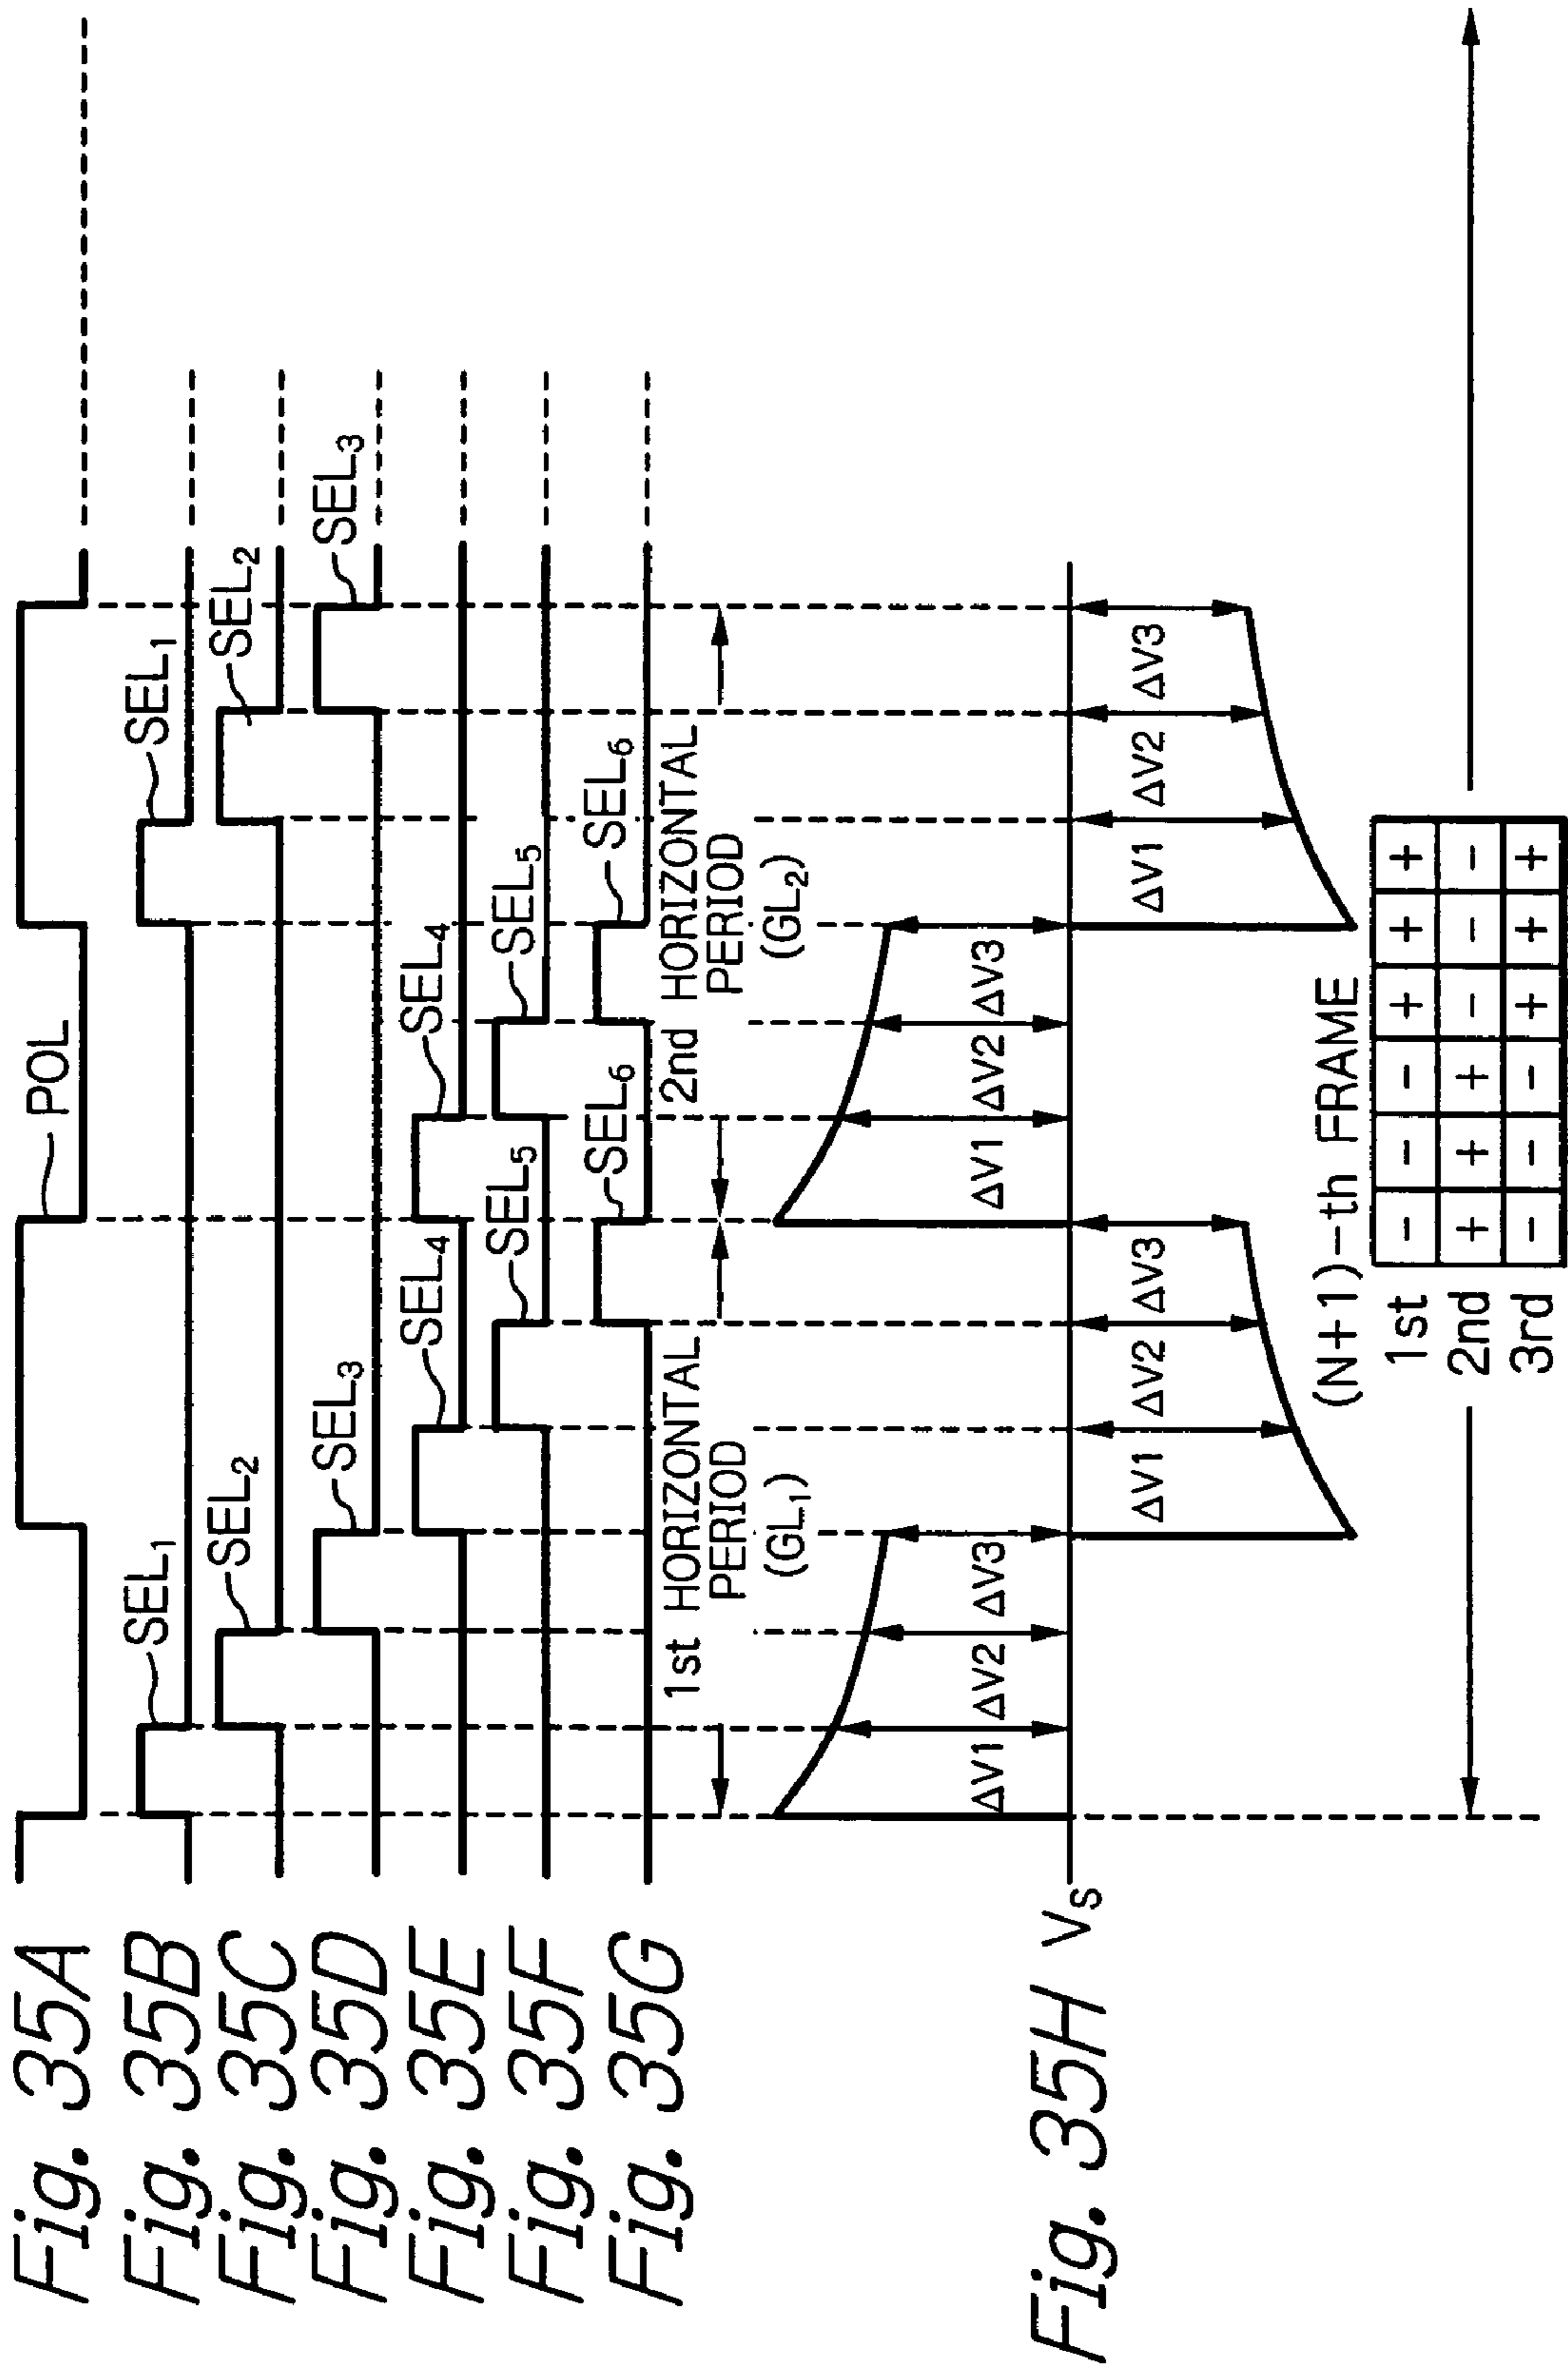 Fig. 35A
POL
Fig. 35B
SEL1
SEL1
Fig. 35C
SEL2
SEL2
Fig. 35D
SEL3
SEL3
Fig. 35E
SEL4
SEL4
Fig. 35F
SEL5
SEL5
Fig. 35G
SEL6
SEL6
1st HORIZONTAL
PERIOD
(GL1)
2nd HORIZONTAL
PERIOD
(GL2)
ΔV1 ΔV2 ΔV3 ΔV1 ΔV2 ΔV3
Fig. 35H VS
ΔV1 ΔV2 ΔV3 ΔV1 ΔV2 ΔV3
(N+1)-th FRAME
1st - - - + + +
2nd + + + - - -
3rd - - - + + +